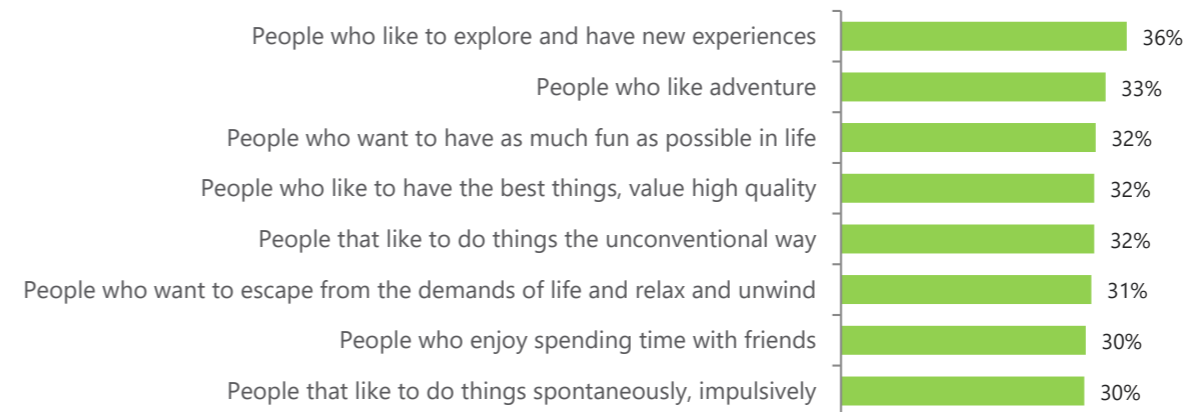 People who like to explore and have new experiences 36%
People who like adventure 33%
People who want to have as much fun as possible in life 32%
People who like to have the best things, value high quality 32%
People that like to do things the unconventional way 32%
People who want to escape from the demands of life and relax and unwind 31%
People who enjoy spending time with friends 30%
People that like to do things spontaneously, impulsively 30%